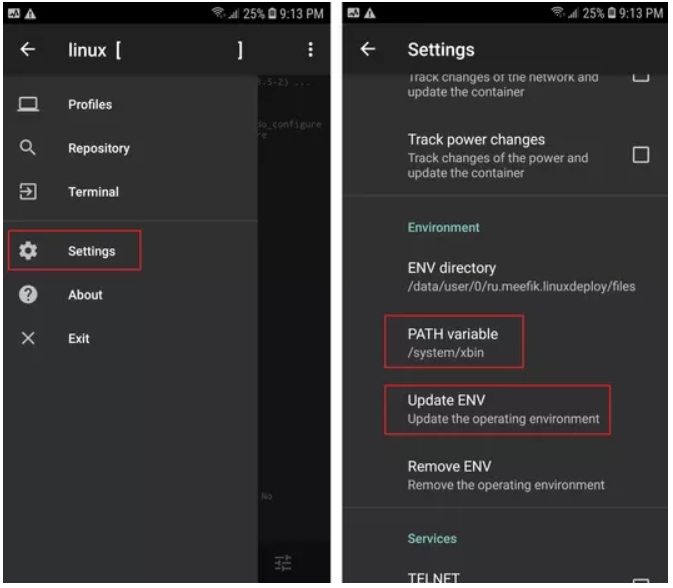 25% 9:13 PM
linux [ ]
Profiles
Repository
Terminal
Settings
About
Exit
do_configure
No
25% 9:13 PM
Settings
Track changes of the network and
update the container
Track power changes
Track changes of the power and
update the container
Environment
ENV directory
/data/user/0/ru.meefik.linuxdeploy/files
PATH variable
/system/xbin
Update ENV
Update the operating environment
Remove ENV
Remove the operating environment
Services
TELNET